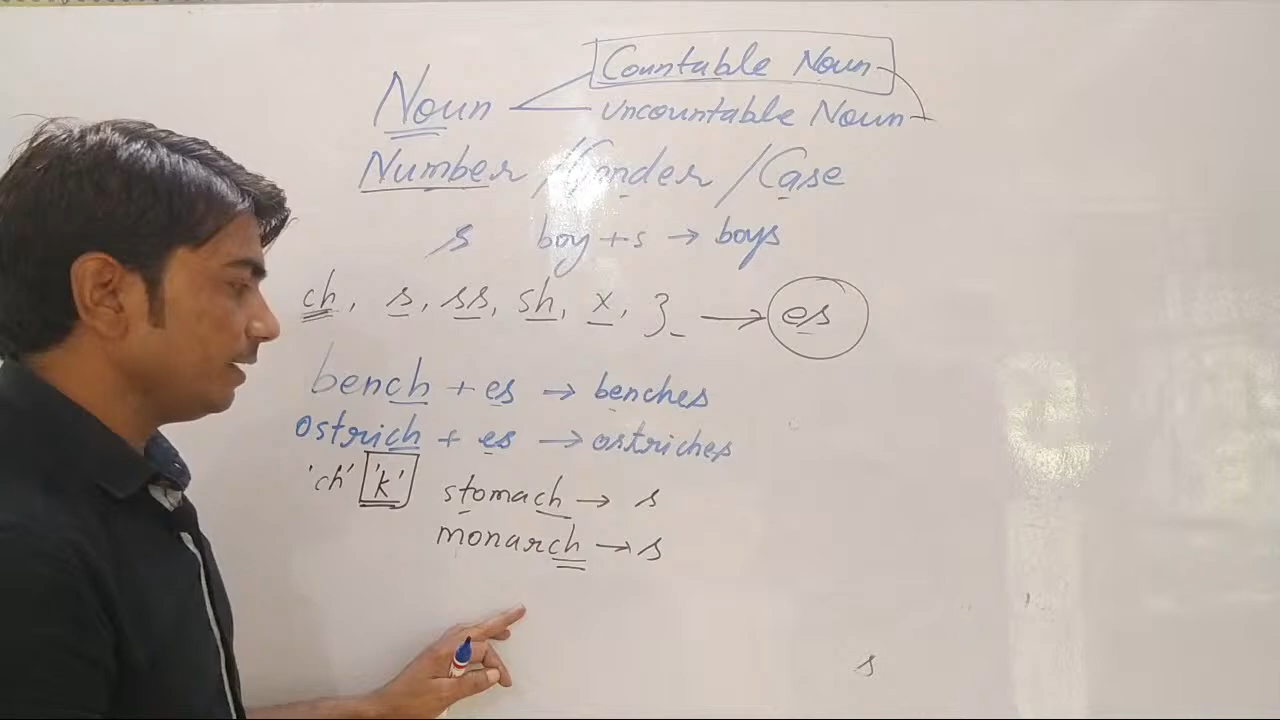 Countable Noun
Noun
uncountable Noun
Number / Gender / Case
s boy + s → boys
ch, s, ss, sh, x, z → es
bench + es → benches
ostrich + es → ostriches
'ch' 'k' stomach → s
monarch → s
s